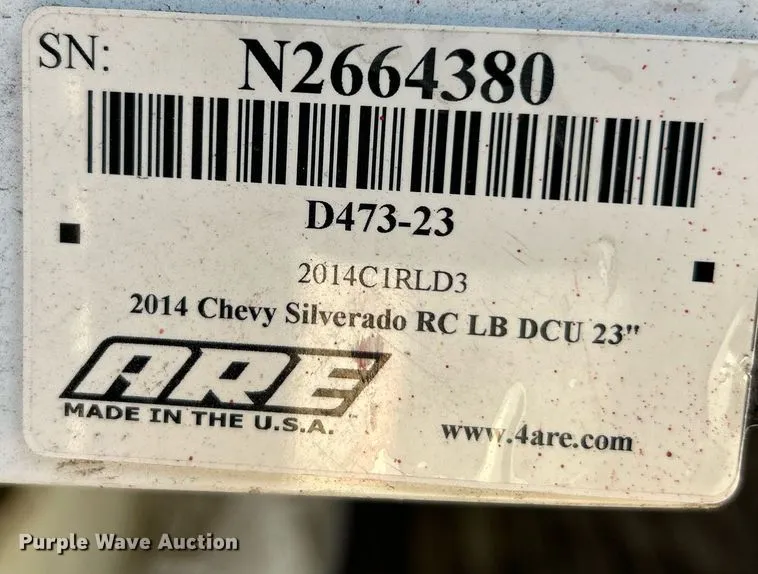 SN: N2664380
D473-23
2014C1RLD3
2014 Chevy Silverado RC LB DCU 23"
ARE
MADE IN THE U.S.A.™
www.4are.com
Purple Wave Auction